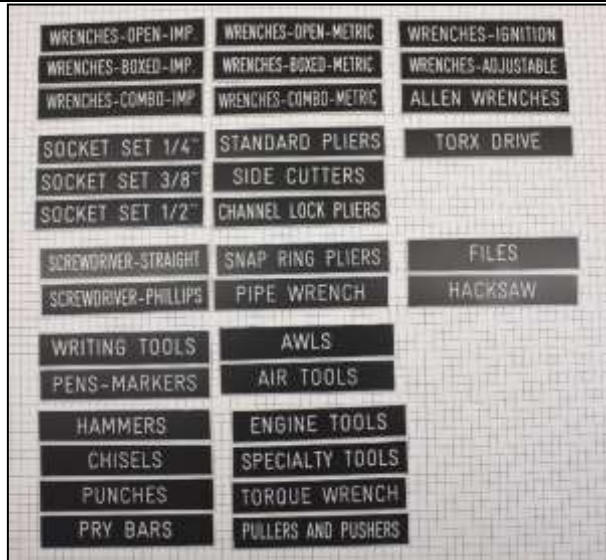 WRENCHES-OPEN-IMP.
WRENCHES-BOXED-IMP.
WRENCHES-COMBO-IMP.
WRENCHES-OPEN-METRIC
WRENCHES-BOXED-METRIC
WRENCHES-COMBO-METRIC
WRENCHES-IGNITION
WRENCHES-ADJUSTABLE
ALLEN WRENCHES
SOCKET SET 1/4"
SOCKET SET 3/8"
SOCKET SET 1/2"
STANDARD PLIERS
SIDE CUTTERS
CHANNEL LOCK PLIERS
TORX DRIVE
SCREWDRIVER-STRAIGHT
SCREWDRIVER-PHILLIPS
SNAP RING PLIERS
PIPE WRENCH
FILES
HACKSAW
WRITING TOOLS
PENS-MARKERS
AWLS
AIR TOOLS
HAMMERS
CHISELS
PUNCHES
PRY BARS
ENGINE TOOLS
SPECIALTY TOOLS
TORQUE WRENCH
PULLERS AND PUSHERS